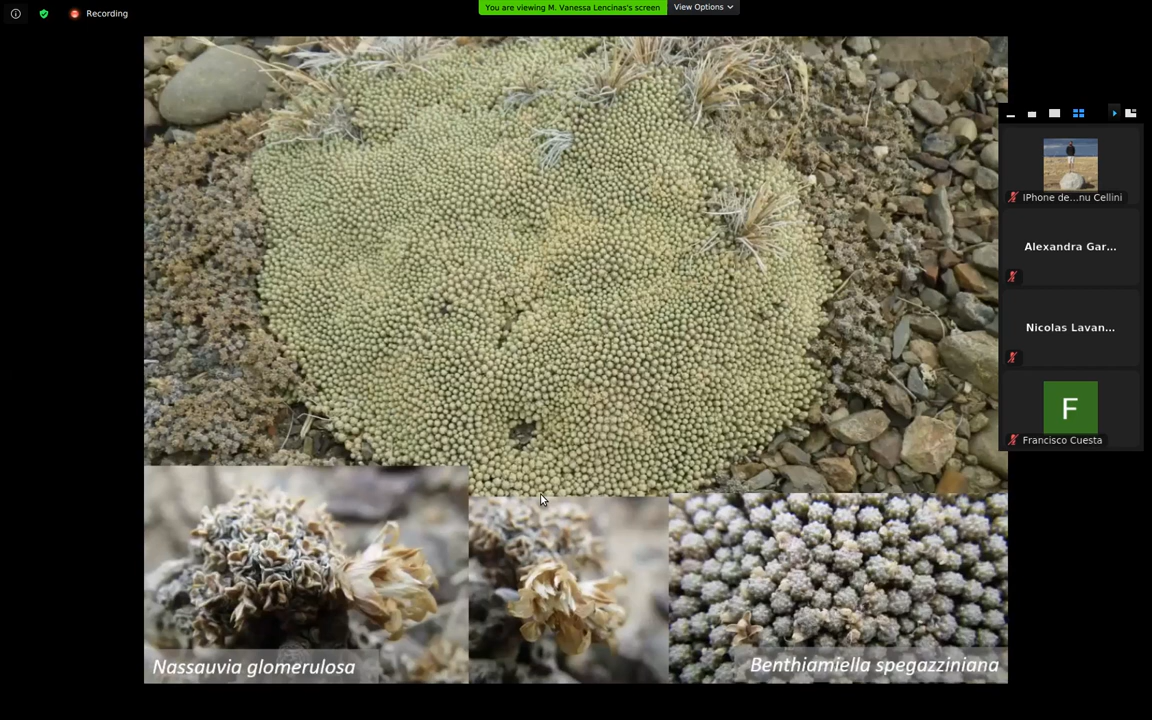 Recording
You are viewing M. Vanessa Lencinas's screen
View Options
IPhone de...nu Cellini
Alexandra Gar...
Nicolas Lavan...
F
Francisco Cuesta
Nassauvia glomerulosa
Benthiamiella spegazziniana